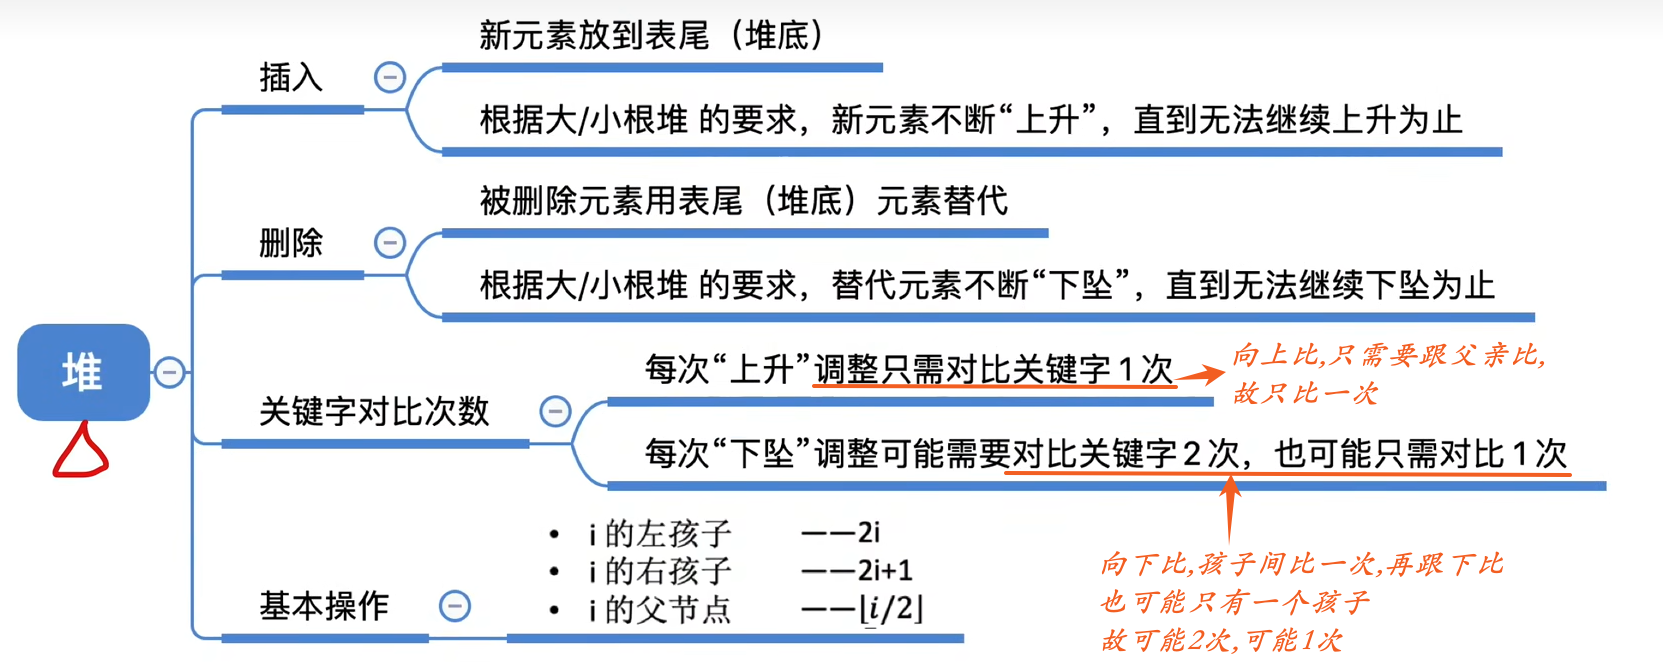 堆
插入
新元素放到表尾（堆底）
根据大/小根堆 的要求，新元素不断“上升”，直到无法继续上升为止
删除
被删除元素用表尾（堆底）元素替代
根据大/小根堆 的要求，替代元素不断“下坠”，直到无法继续下坠为止
关键字对比次数
每次“上升”调整只需对比关键字1次
向上比,只需要跟父亲比,
故只比一次
每次“下坠”调整可能需要对比关键字2次，也可能只需对比1次
向下比,孩子间比一次,再跟下比
也可能只有一个孩子
故可能2次,可能1次
基本操作
• i 的左孩子 ——2i
• i 的右孩子 ——2i+1
• i 的父节点 ——⌊i/2⌋